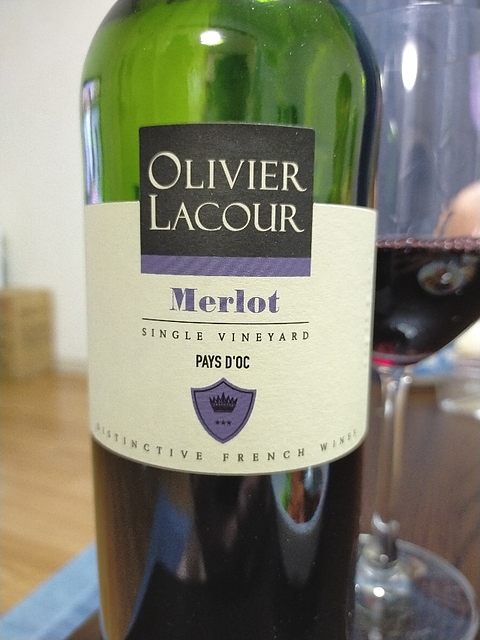 OLIVIER
LACOUR
Merlot
SINGLE VINEYARD
PAYS D'OC
DISTINCTIVE FRENCH WINES